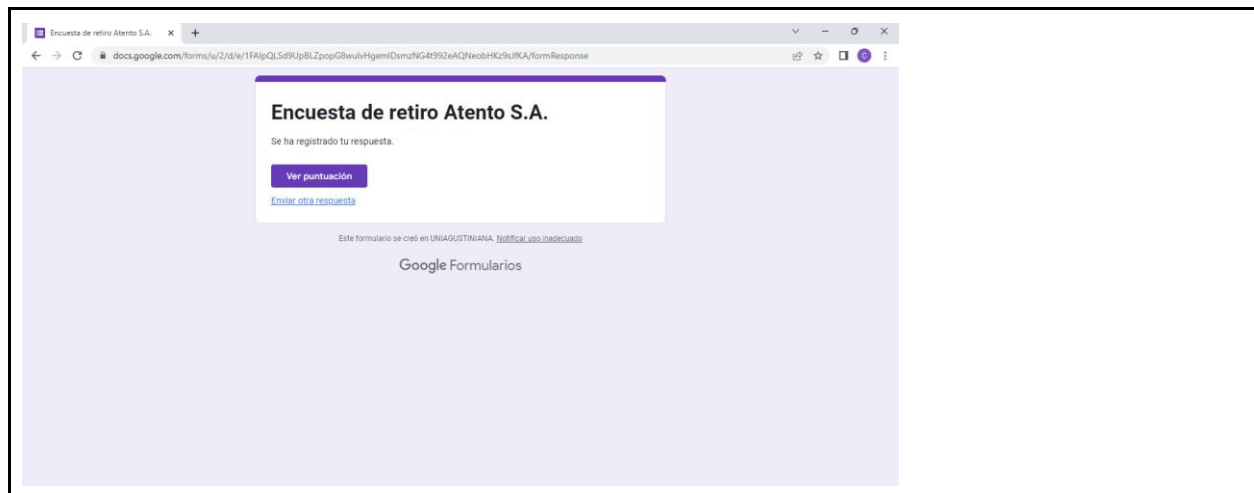 Encuesta de retiro Atento S.A.
docs.google.com/forms/u/2/d/e/1FAIpQLSd9UpBLZpopG8wulvHgemIDsmzNG4t992eAQNeobHKz9sJfKA/formResponse
C
Encuesta de retiro Atento S.A.
Se ha registrado tu respuesta.
Ver puntuación
Enviar otra respuesta
Este formulario se creó en UNIAGUSTINIANA. Notificar uso inadecuado
Google Formularios